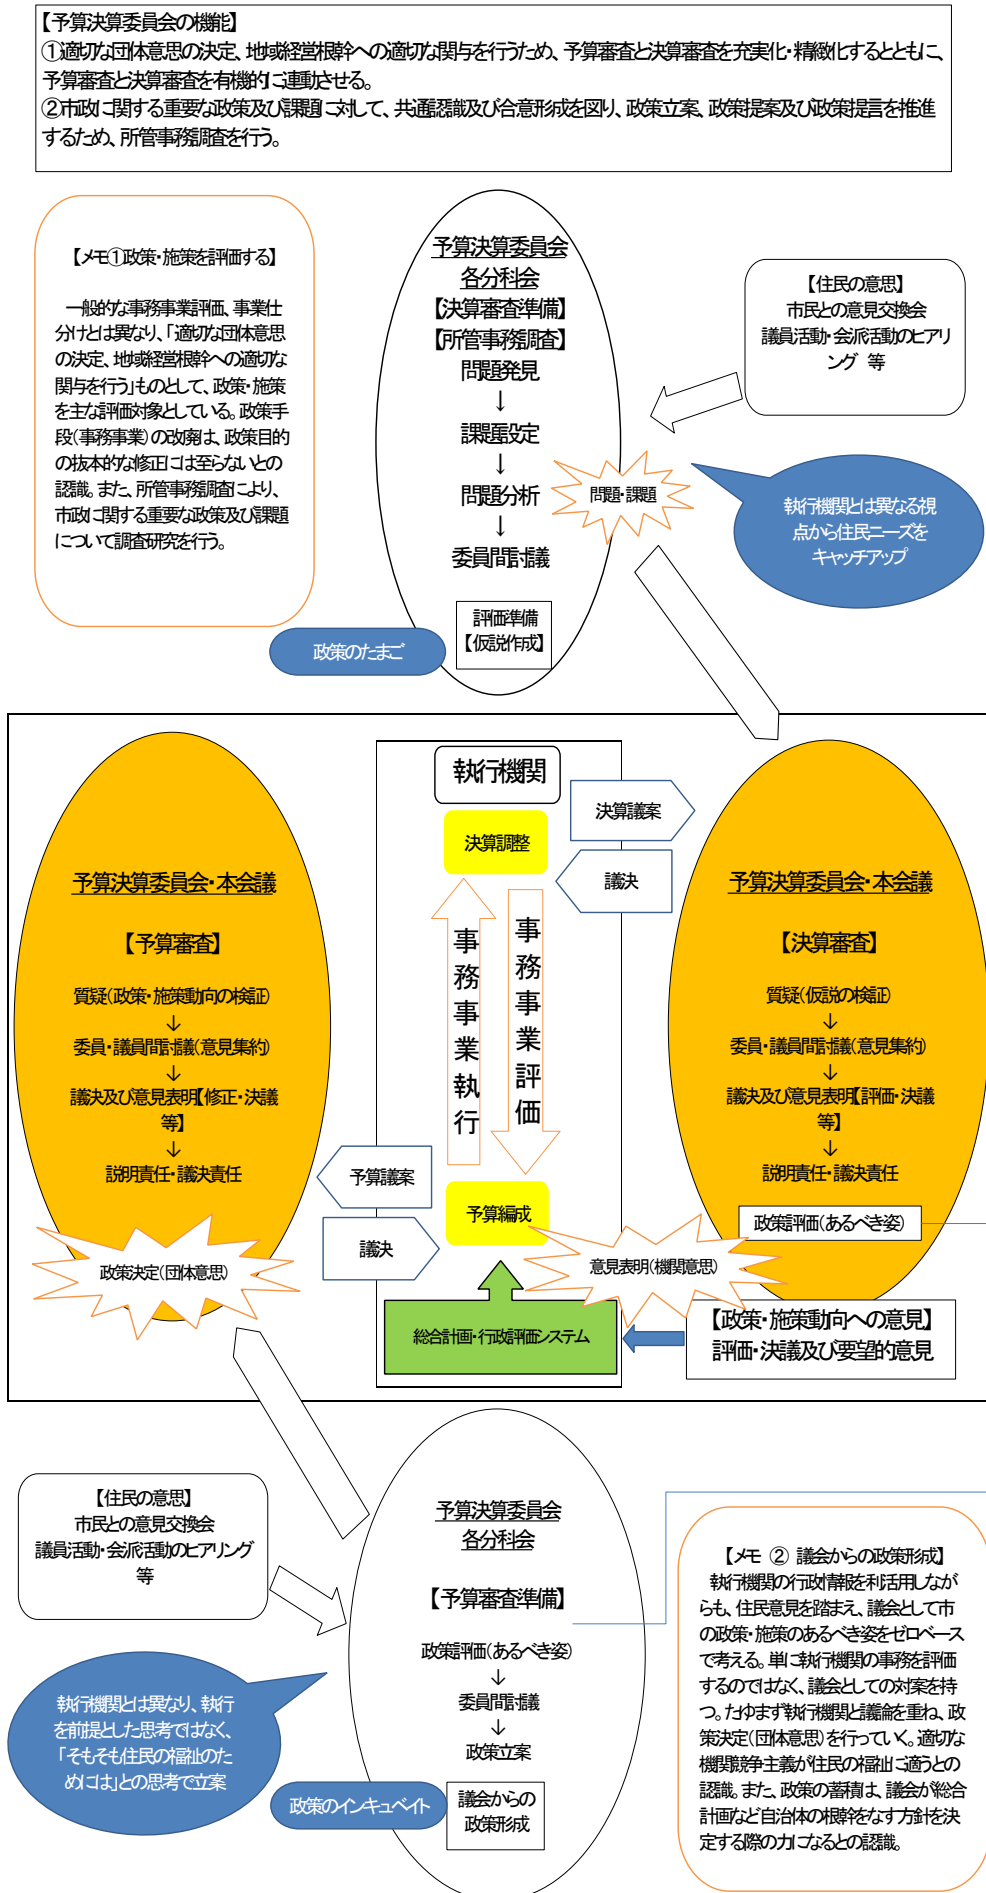 【予算決算委員会の機能】
①適切な団体意思の決定、地域経営根幹への適切な関与を行うため、予算審査と決算審査を充実化・精緻化するとともに、
予算審査と決算審査を有機的に連動させる。
②市政に関する重要な政策及び課題に対して、共通認識及び合意形成を図り、政策立案、政策提案及び政策提言を推進
するため、所管事務調査を行う。
【メモ①政策・施策を評価する】
一般的な事務事業評価、事業仕
分けとは異なり、「適切な団体意思
の決定、地域経営根幹への適切な
関与を行う」ものとして、政策・施策
を主な評価対象としている。政策手
段（事務事業）の改廃は、政策目的
の抜本的な修正には至らないとの
認識。また、所管事務調査により、
市政に関する重要な政策及び課題
について調査研究を行う。
予算決算委員会
各分科会
【決算審査準備】
【所管事務調査】
問題発見
↓
課題設定
↓
問題分析
↓
委員間討議
評価準備
【仮説作成】
政策のたまご
問題・課題
【住民の意思】
市民との意見交換会
議員活動・会派活動のヒアリ
ング 等
執行機関とは異なる視
点から住民ニーズを
キャッチアップ
予算決算委員会・本会議
【予算審査】
質疑（政策・施策動向の検証）
↓
委員・議員間討議（意見集約）
↓
議決及び意見表明【修正・決議
等】
↓
説明責任・議決責任
政策決定（団体意思）
執行機関
決算調整
事務事業執行
事務事業評価
予算編成
総合計画・行政評価システム
決算議案
議決
予算議案
議決
予算決算委員会・本会議
【決算審査】
質疑（仮説の検証）
↓
委員・議員間討議（意見集約）
↓
議決及び意見表明【評価・決議
等】
↓
説明責任・議決責任
政策評価（あるべき姿）
意見表明（機関意思）
【政策・施策動向への意見】
評価・決議及び要望的意見
【住民の意思】
市民との意見交換会
議員活動・会派活動のヒアリング
等
執行機関とは異なり、執行
を前提とした思考ではなく、
「そもそも住民の福祉のた
めには」との思考で立案
予算決算委員会
各分科会
【予算審査準備】
政策評価（あるべき姿）
↓
委員間討議
↓
政策立案
議会からの
政策形成
政策のインキュベイト
【メモ ② 議会からの政策形成】
執行機関の行政情報を利活用しなが
らも、住民意見を踏まえ、議会として市
の政策・施策のあるべき姿をゼロベース
で考える。単に執行機関の事務を評価
するのではなく、議会としての対案を持
つ。たゆまず執行機関と議論を重ね、政
策決定（団体意思）を行っていく。適切な
機関競争主義が住民の福祉に適うとの
認識。また、政策の蓄積は、議会が総合
計画など自治体の根幹をなす方針を決
定する際の力になるとの認識。